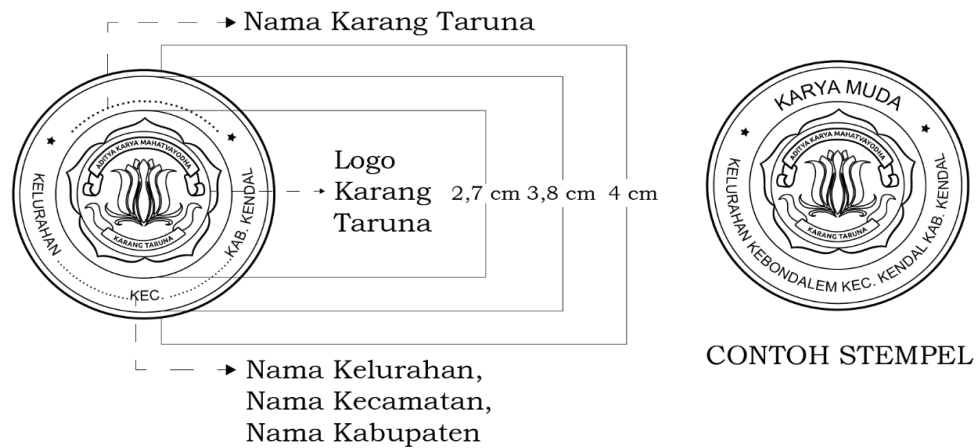 Nama Karang Taruna
ADITYA KARYA MAHATVAYODHA
KARANG TARUNA
KELURAHAN .......... KEC. .......... KAB. KENDAL
Logo
Karang
Taruna
2,7 cm 3,8 cm 4 cm
Nama Kelurahan,
Nama Kecamatan,
Nama Kabupaten
KARYA MUDA
ADITYA KARYA MAHATVAYODHA
KARANG TARUNA
KELURAHAN KEBONDALEM KEC. KENDAL KAB. KENDAL
CONTOH STEMPEL